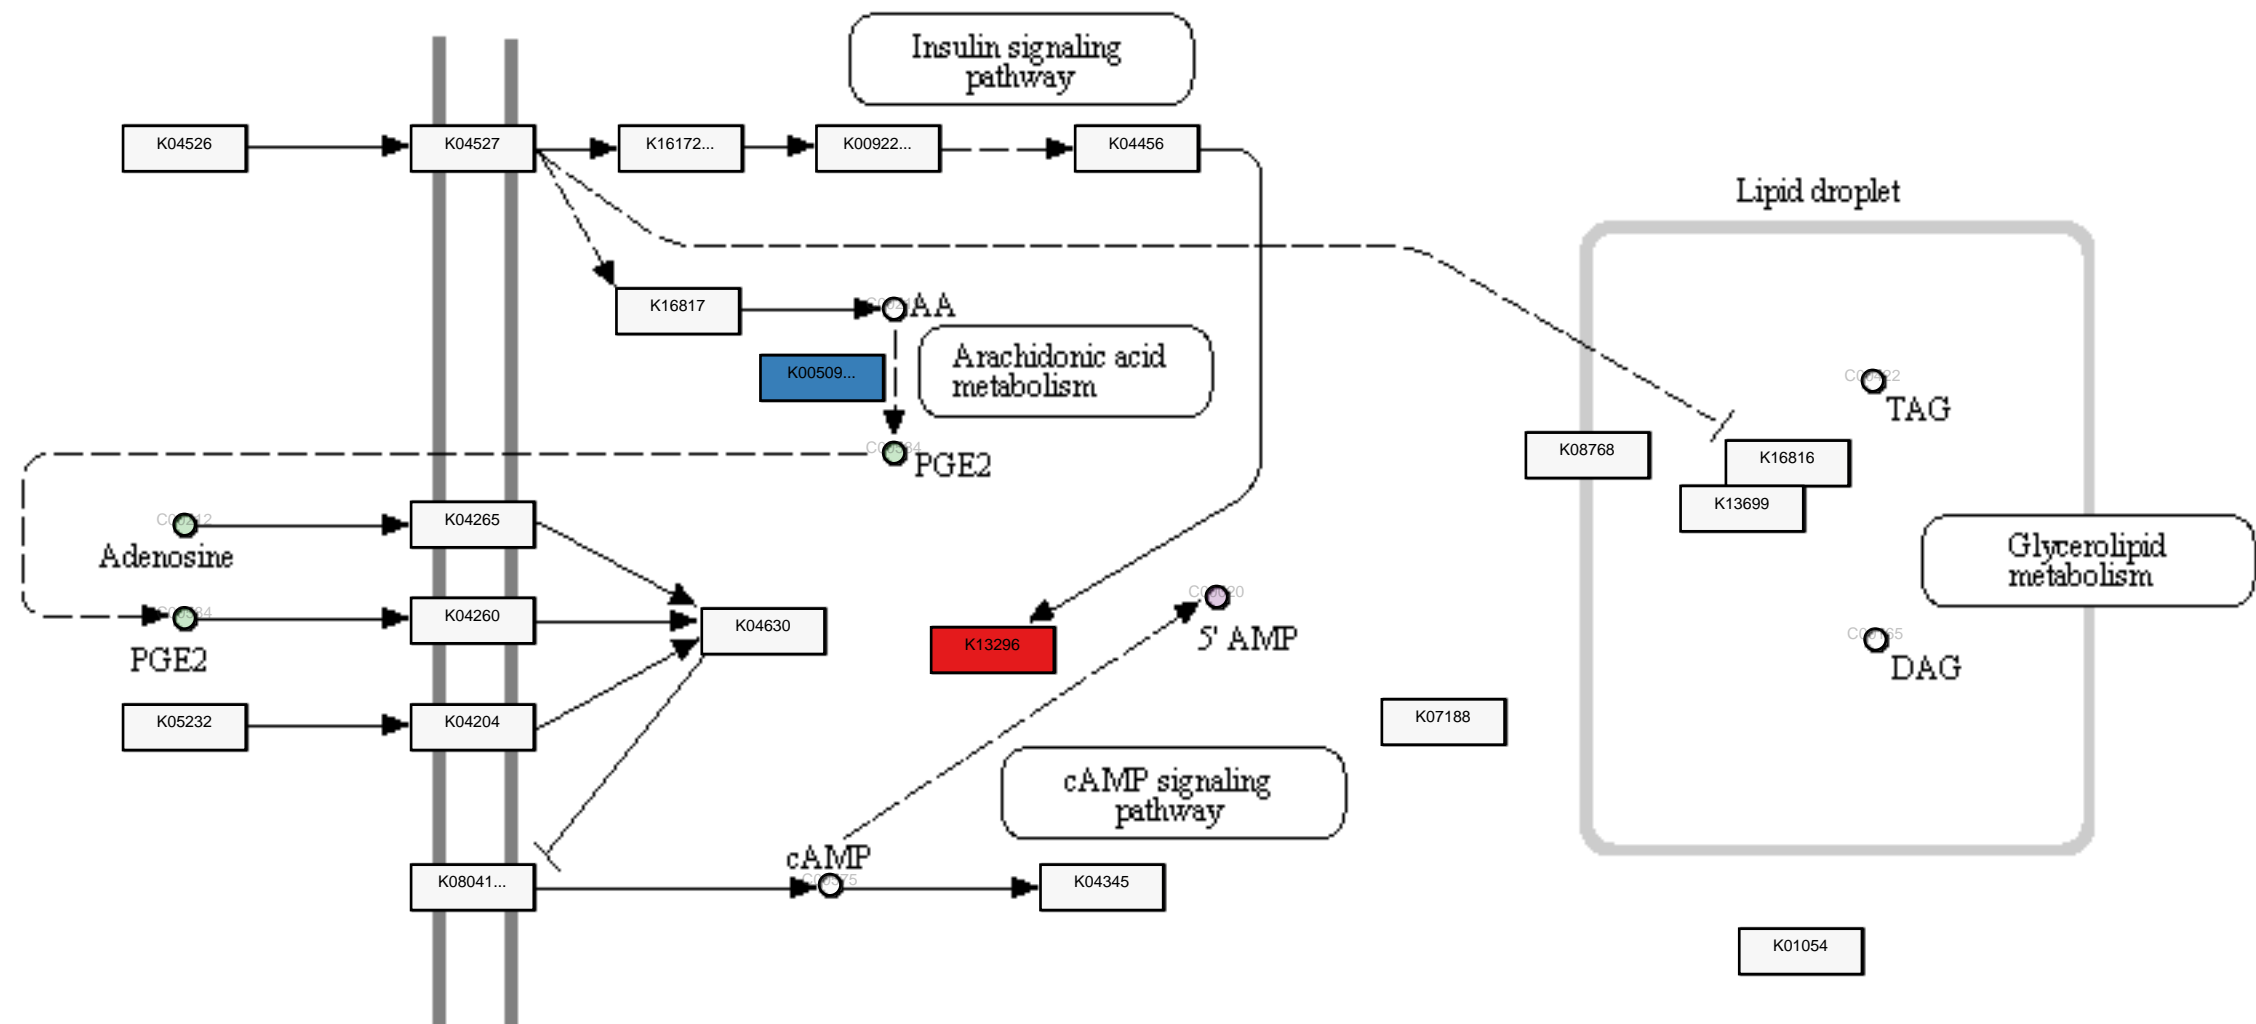 Insulin signaling
pathway
K04526
K04527
K16172...
K00922...
K04456
Lipid droplet
K16817
AA
K00509...
Arachidonic acid
metabolism
TAG
PGE2
K08768
K16816
K13699
K04265
Adenosine
Glycerolipid
metabolism
K04260
K04630
K13296
5' AMP
PGE2
DAG
K05232
K04204
K07188
cAMP signaling
pathway
cAMP
K08041...
K04345
K01054